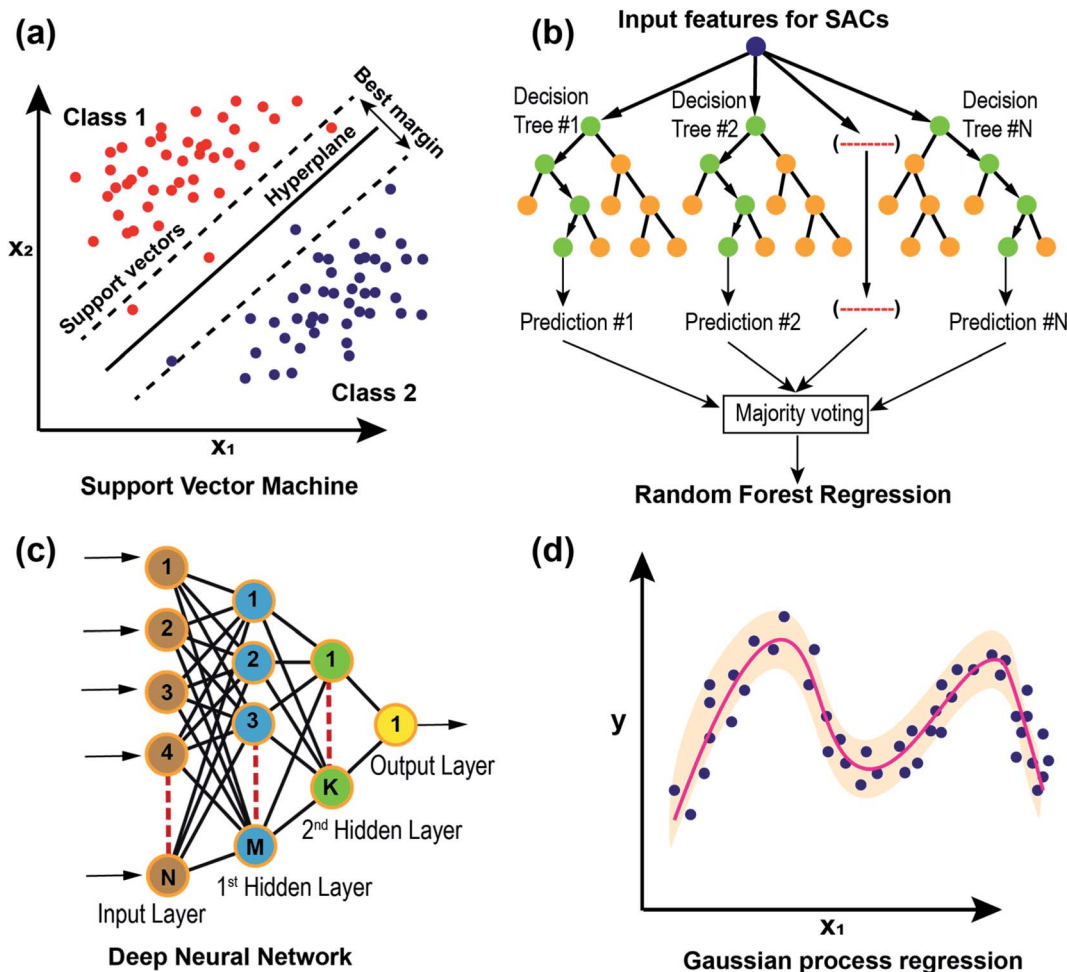 (a)
Class 1
Best margin
Hyperplane
Support vectors
x₂
Class 2
x₁
Support Vector Machine
(b)
Input features for SACs
Decision
Tree #1
Decision
Tree #2
Decision
Tree #N
(-------)
(-------)
Prediction #1
Prediction #2
Prediction #N
Majority voting
Random Forest Regression
(c)
1
2
3
4
N
1
2
3
M
1
K
1
Output Layer
2nd Hidden Layer
1st Hidden Layer
Input Layer
Deep Neural Network
(d)
y
x₁
Gaussian process regression